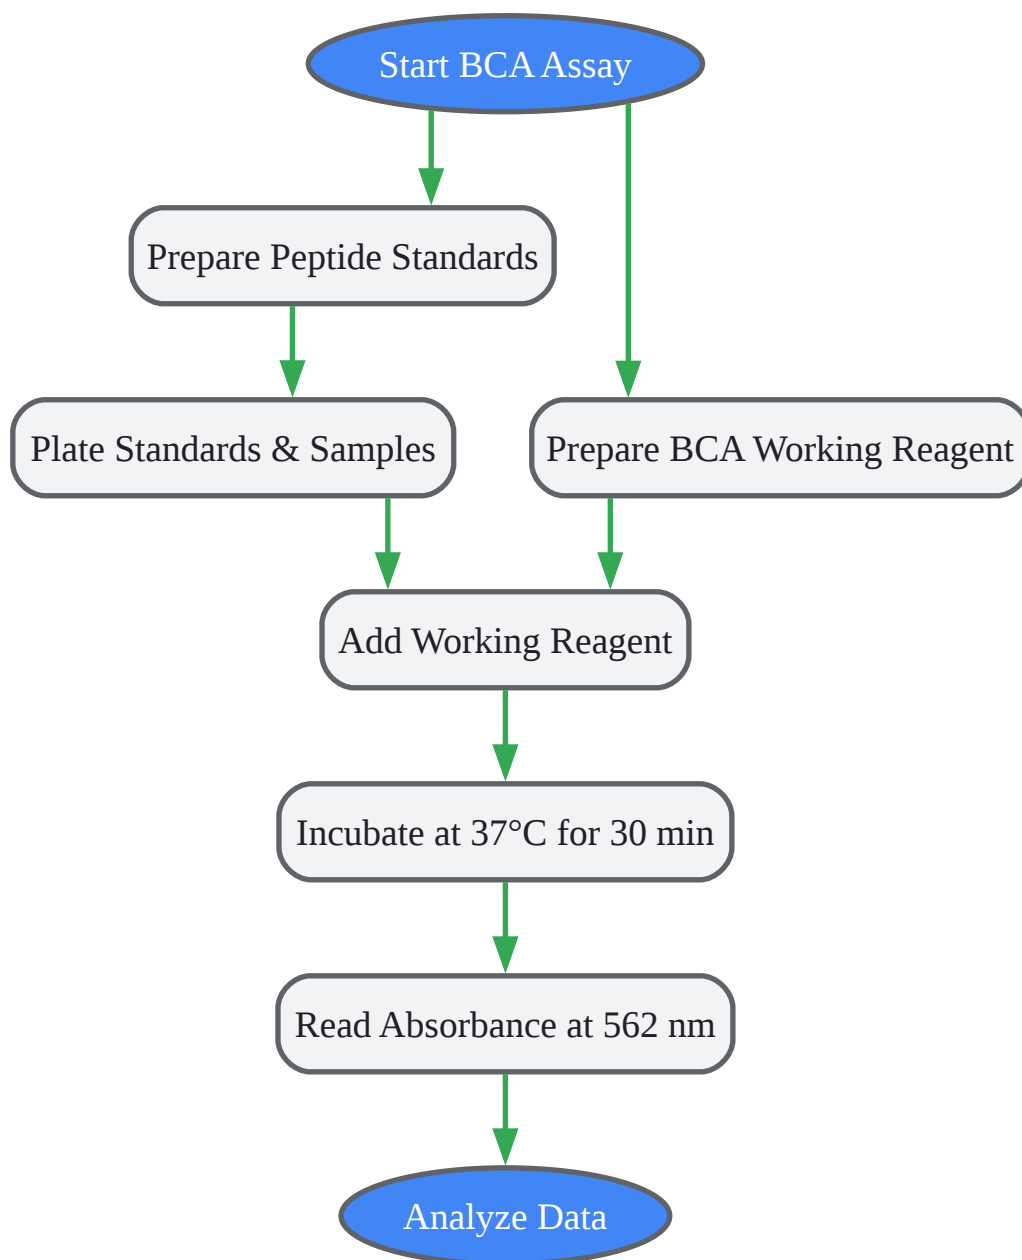 Start BCA Assay
Prepare Peptide Standards
Plate Standards & Samples
Prepare BCA Working Reagent
Add Working Reagent
Incubate at 37°C for 30 min
Read Absorbance at 562 nm
Analyze Data